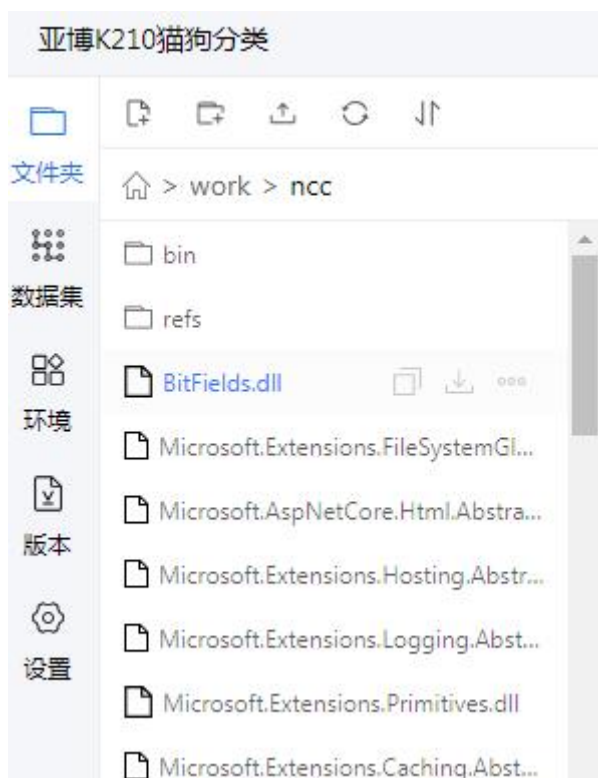 亚博K210猫狗分类
文件夹
> work > ncc
数据集
bin
refs
环境
BitFields.dll
Microsoft.Extensions.FileSystemGl...
版本
Microsoft.AspNetCore.Html.Abstra...
Microsoft.Extensions.Hosting.Abstr...
设置
Microsoft.Extensions.Logging.Abst...
Microsoft.Extensions.Primitives.dll
Microsoft.Extensions.Caching.Abst...